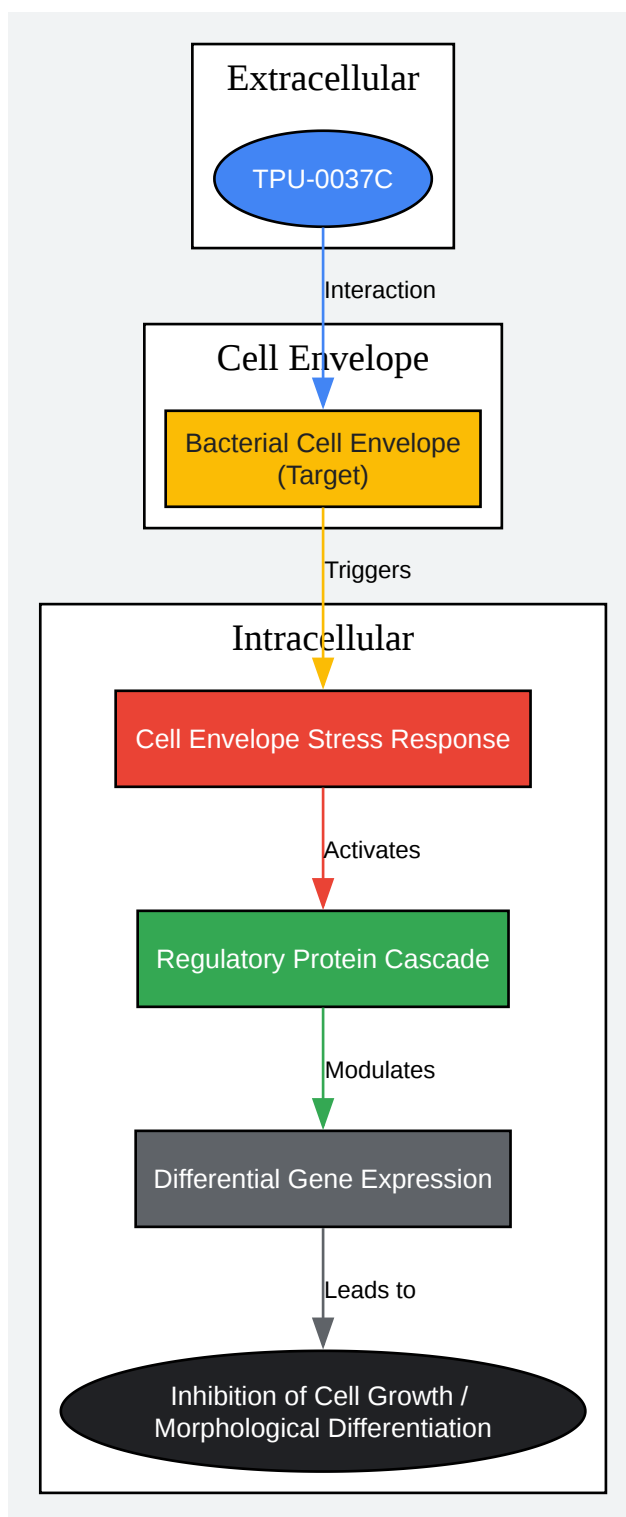 Extracellular
TPU-0037C
Interaction
Cell Envelope
Bacterial Cell Envelope
(Target)
Triggers
Intracellular
Cell Envelope Stress Response
Activates
Regulatory Protein Cascade
Modulates
Differential Gene Expression
Leads to
Inhibition of Cell Growth /
Morphological Differentiation